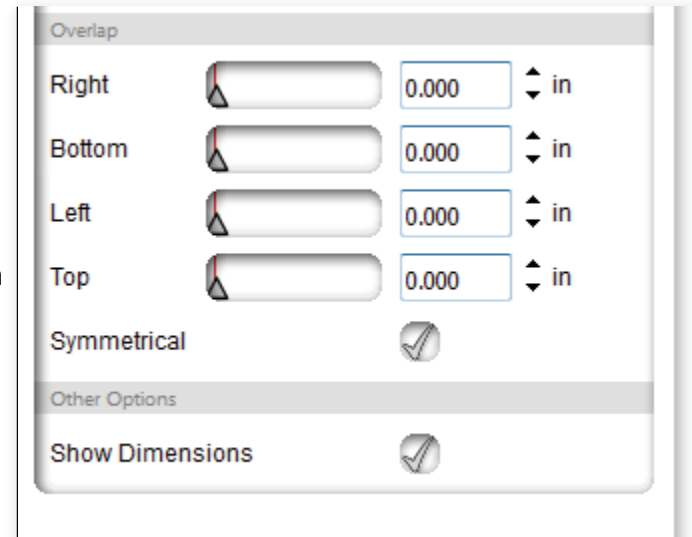 Overlap
Right 0.000 in
Bottom 0.000 in
Left 0.000 in
Top 0.000 in
Symmetrical
Other Options
Show Dimensions